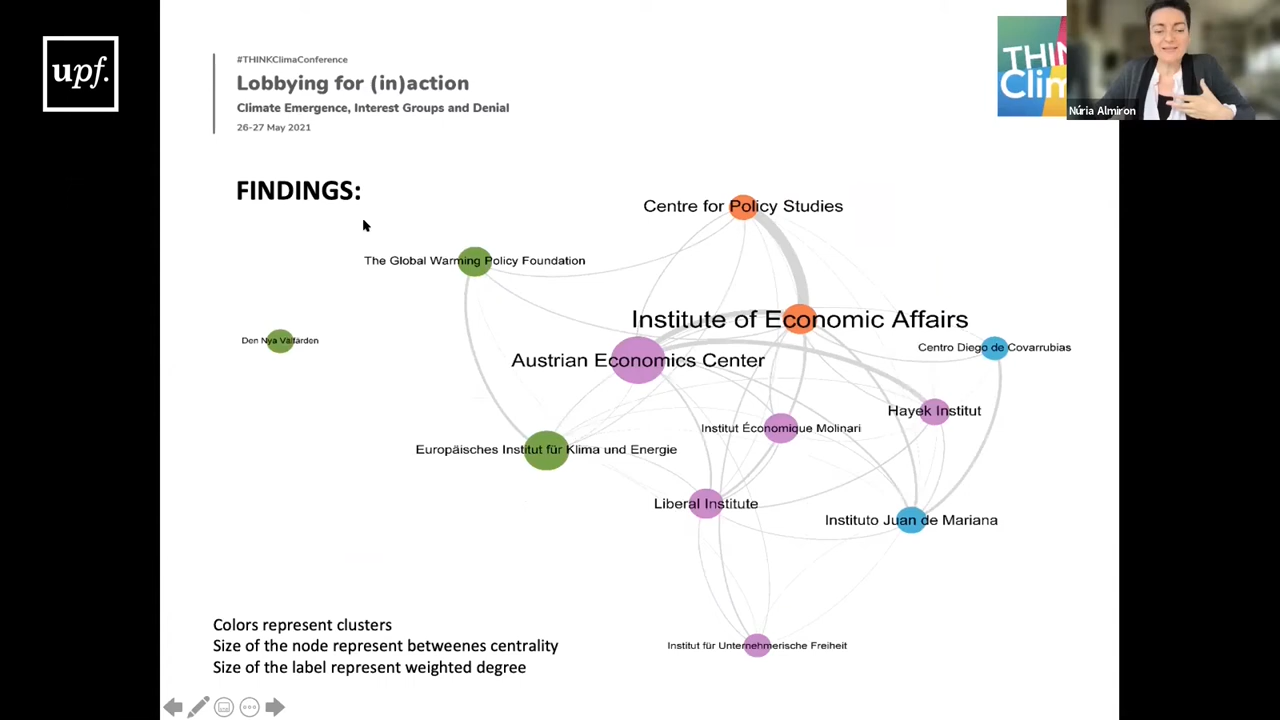 upf.
#THINKClimaConference
Lobbying for (in)action
Climate Emergence, Interest Groups and Denial
26-27 May 2021
THIN
Clim
Núria Almiron
FINDINGS:
Centre for Policy Studies
The Global Warming Policy Foundation
Institute of Economic Affairs
Den Nya Välfärden
Centro Diego de Covarrubias
Austrian Economics Center
Hayek Institut
Institut Économique Molinari
Europäisches Institut für Klima und Energie
Liberal Institute
Instituto Juan de Mariana
Colors represent clusters
Size of the node represent betweenes centrality
Institut für Unternehmerische Freiheit
Size of the label represent weighted degree